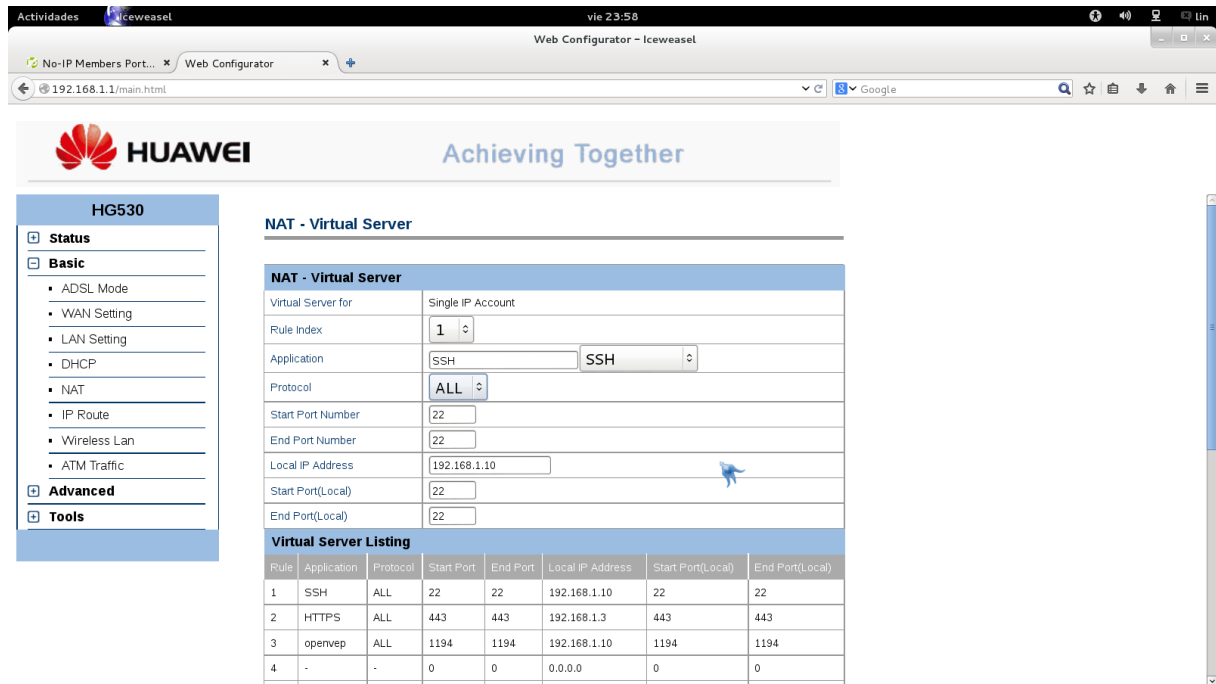 Actividades Iceweasel vie 23:58 lin
Web Configurator – Iceweasel
No-IP Members Port... × Web Configurator ×
192.168.1.1/main.html Google
HUAWEI Achieving Together
HG530
Status
Basic
ADSL Mode
WAN Setting
LAN Setting
DHCP
NAT
IP Route
Wireless Lan
ATM Traffic
Advanced
Tools
NAT - Virtual Server
NAT - Virtual Server
Virtual Server for Single IP Account
Rule Index 1
Application SSH SSH
Protocol ALL
Start Port Number 22
End Port Number 22
Local IP Address 192.168.1.10
Start Port(Local) 22
End Port(Local) 22
Virtual Server Listing
Rule Application Protocol Start Port End Port Local IP Address Start Port(Local) End Port(Local)
1 SSH ALL 22 22 192.168.1.10 22 22
2 HTTPS ALL 443 443 192.168.1.3 443 443
3 openvep ALL 1194 1194 192.168.1.10 1194 1194
4 - - 0 0 0.0.0.0 0 0